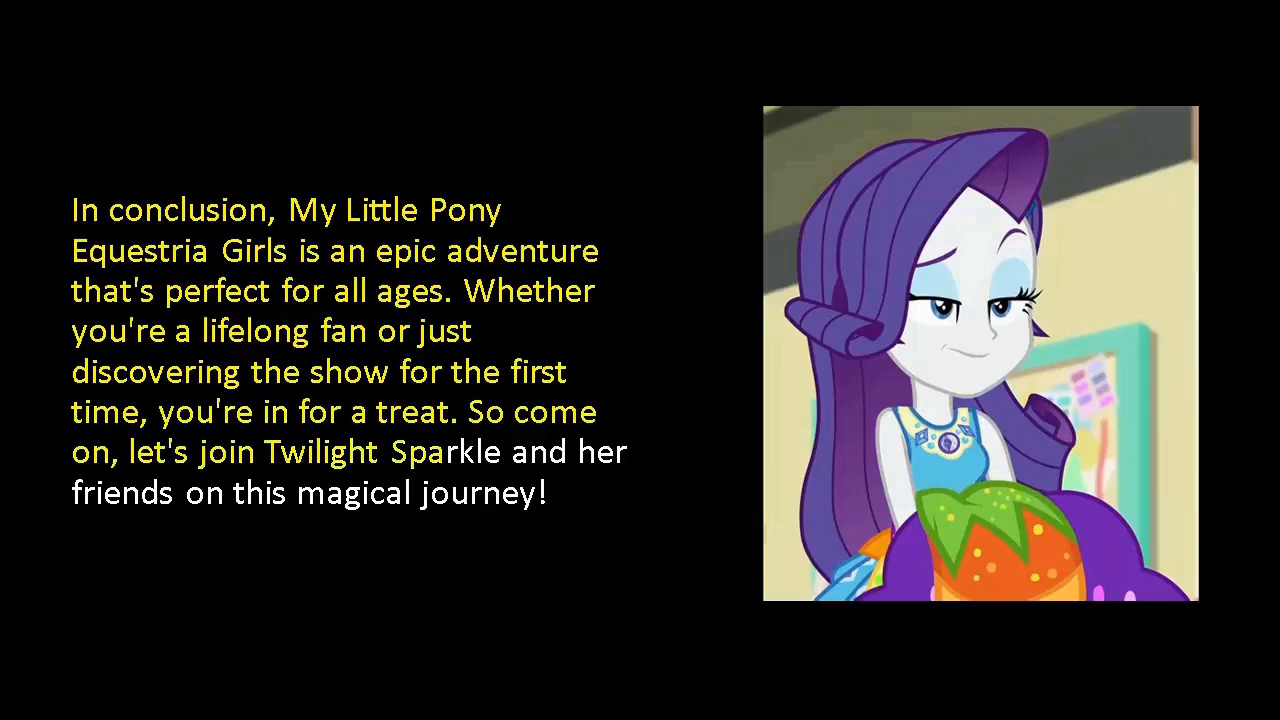 In conclusion, My Little Pony
Equestria Girls is an epic adventure
that's perfect for all ages. Whether
you're a lifelong fan or just
discovering the show for the first
time, you're in for a treat. So come
on, let's join Twilight Sparkle and her
friends on this magical journey!